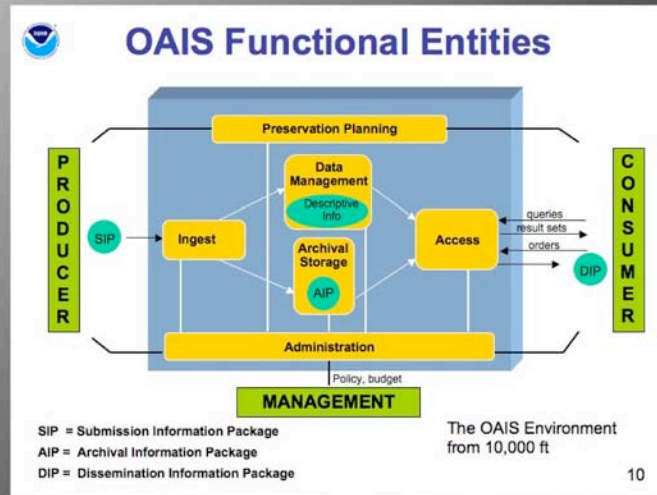 OAIS Functional Entities
Preservation Planning
PRODUCER
CONSUMER
Data
Management
Descriptive
Info
SIP
Ingest
Archival
Storage
AIP
Access
queries
result sets
orders
DIP
Administration
Policy, budget
MANAGEMENT
SIP = Submission Information Package
AIP = Archival Information Package
DIP = Dissemination Information Package
The OAIS Environment
from 10,000 ft
10